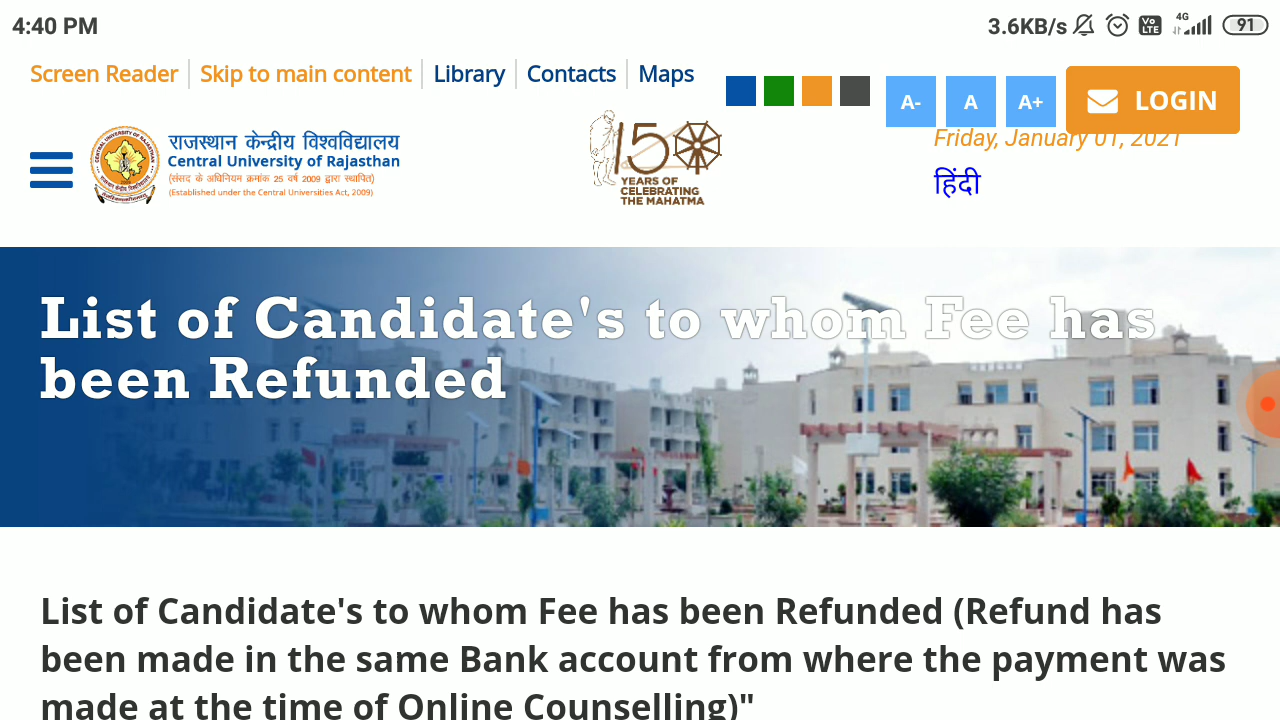 4:40 PM
3.6KB/s
VO LTE
4G
91
Screen Reader
Skip to main content
Library
Contacts
Maps
A-
A
A+
LOGIN
राजस्थान केन्द्रीय विश्वविद्यालय
Central University of Rajasthan
(संसद के अधिनियम क्रमांक 25 वर्ष 2009 द्वारा स्थापित)
(Established under the Central Universities Act, 2009)
150
YEARS OF
CELEBRATING
THE MAHATMA
Friday, January 01, 2021
हिंदी
List of Candidate's to whom Fee has
been Refunded
List of Candidate's to whom Fee has been Refunded (Refund has
been made in the same Bank account from where the payment was
made at the time of Online Counselling)"